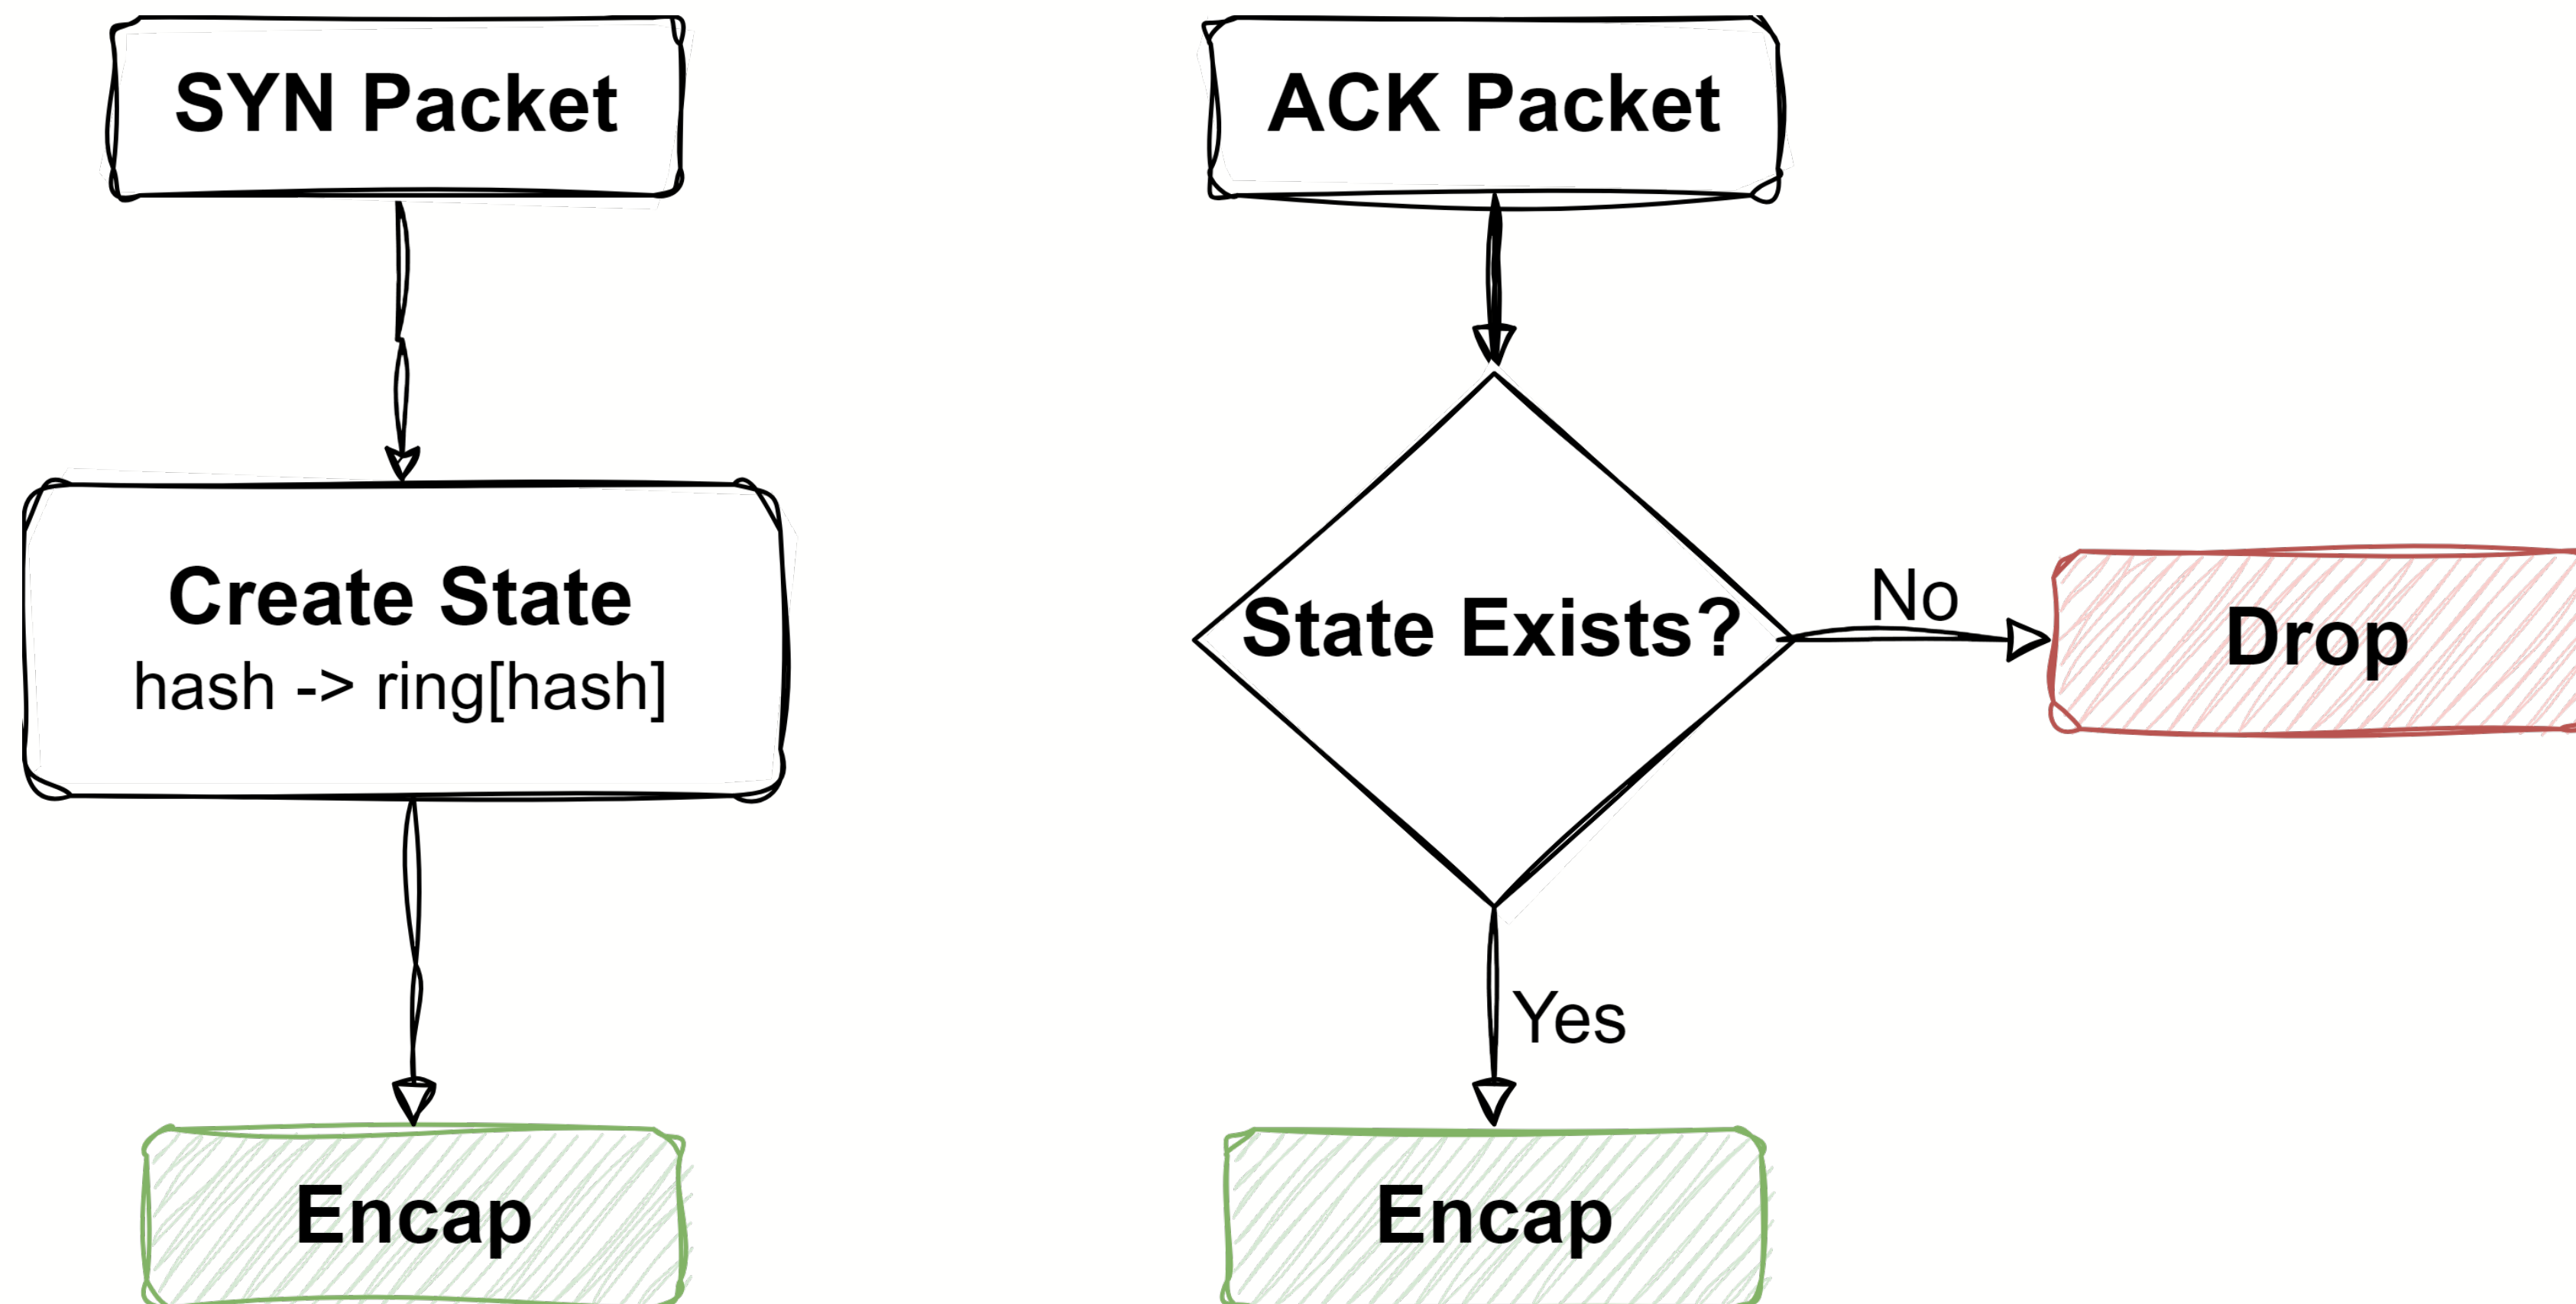 SYN Packet
Create State
hash -> ring[hash]
Encap
ACK Packet
State Exists?
No
Drop
Yes
Encap